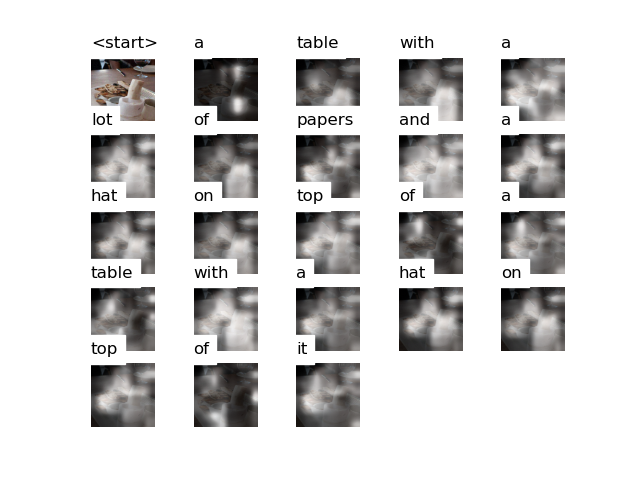 <start> a table with a
lot of papers and a
hat on top of a
table with a hat on
top of it